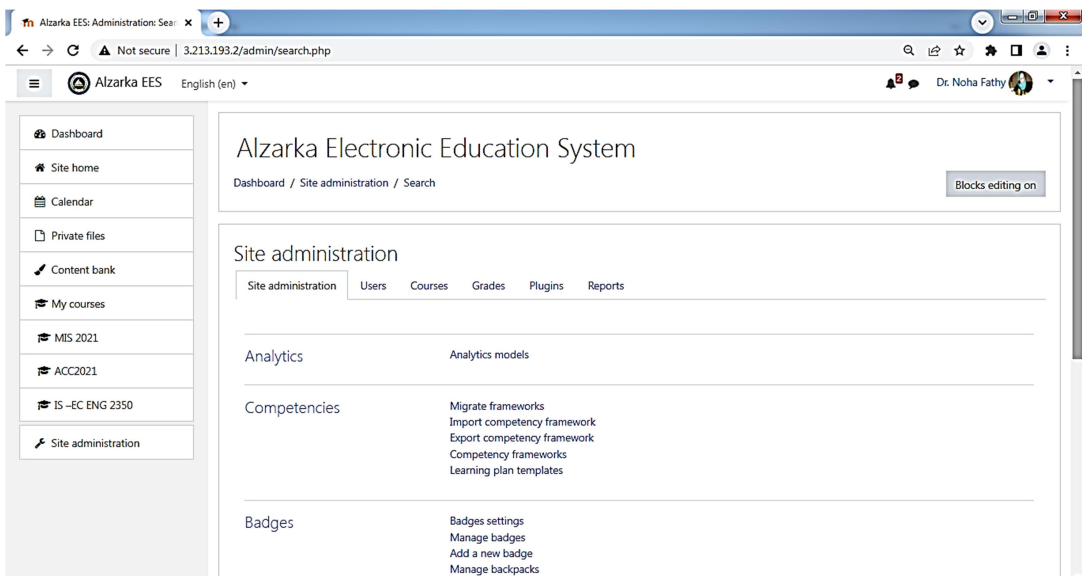 Alzarka EES: Administration: Sear
Not secure | 3.213.193.2/admin/search.php
Alzarka EES English (en)
2 Dr. Noha Fathy
Dashboard
Site home
Calendar
Private files
Content bank
My courses
MIS 2021
ACC2021
IS –EC ENG 2350
Site administration
Alzarka Electronic Education System
Dashboard / Site administration / Search
Blocks editing on
Site administration
Site administration Users Courses Grades Plugins Reports
Analytics Analytics models
Competencies Migrate frameworks
Import competency framework
Export competency framework
Competency frameworks
Learning plan templates
Badges Badges settings
Manage badges
Add a new badge
Manage backpacks